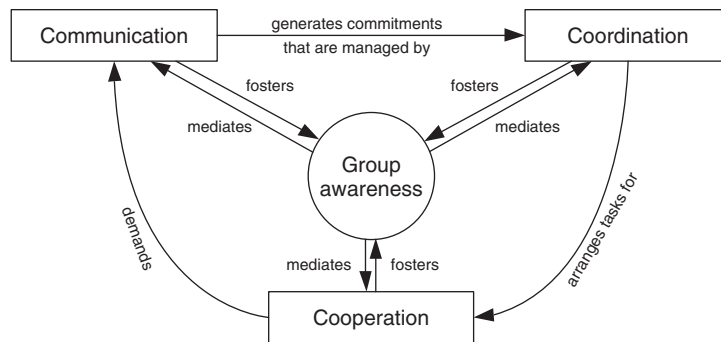 Communication
generates commitments
that are managed by
Coordination
fosters
mediates
fosters
mediates
Group
awareness
demands
arranges tasks for
mediates
fosters
Cooperation